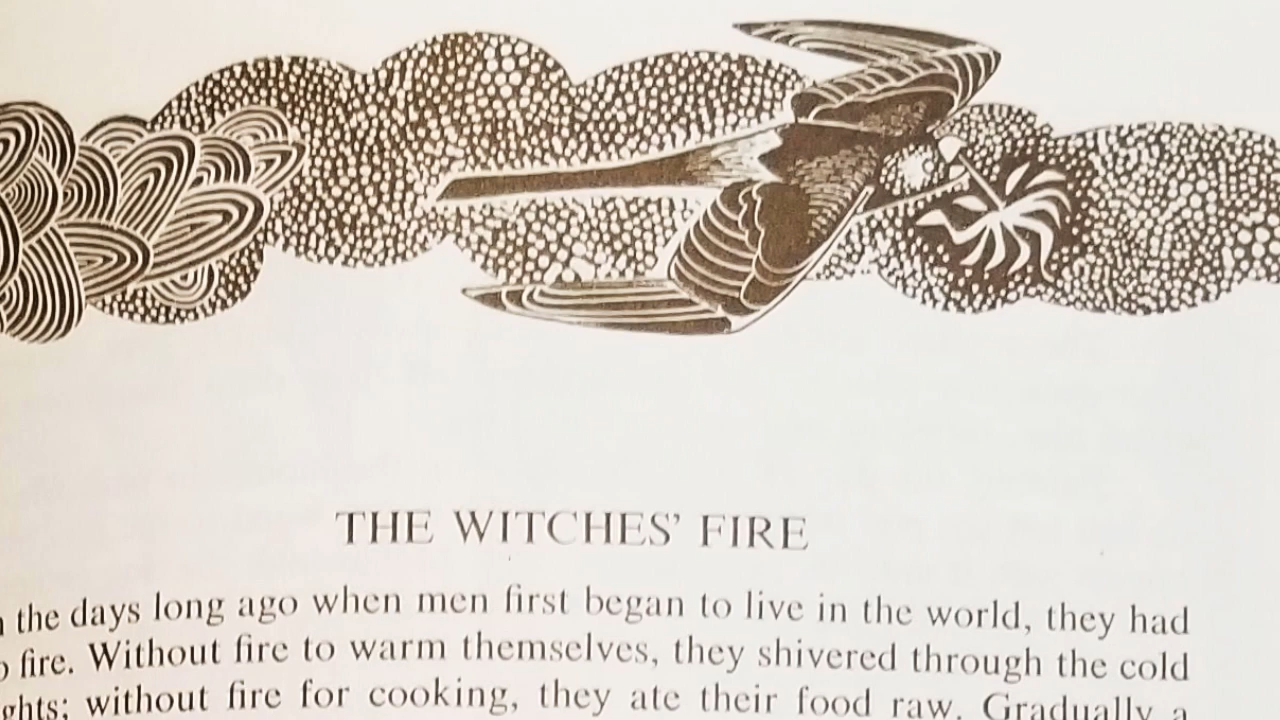 THE WITCHES' FIRE
the days long ago when men first began to live in the world, they had
fire. Without fire to warm themselves, they shivered through the cold
ghts; without fire for cooking, they ate their food raw. Gradually a